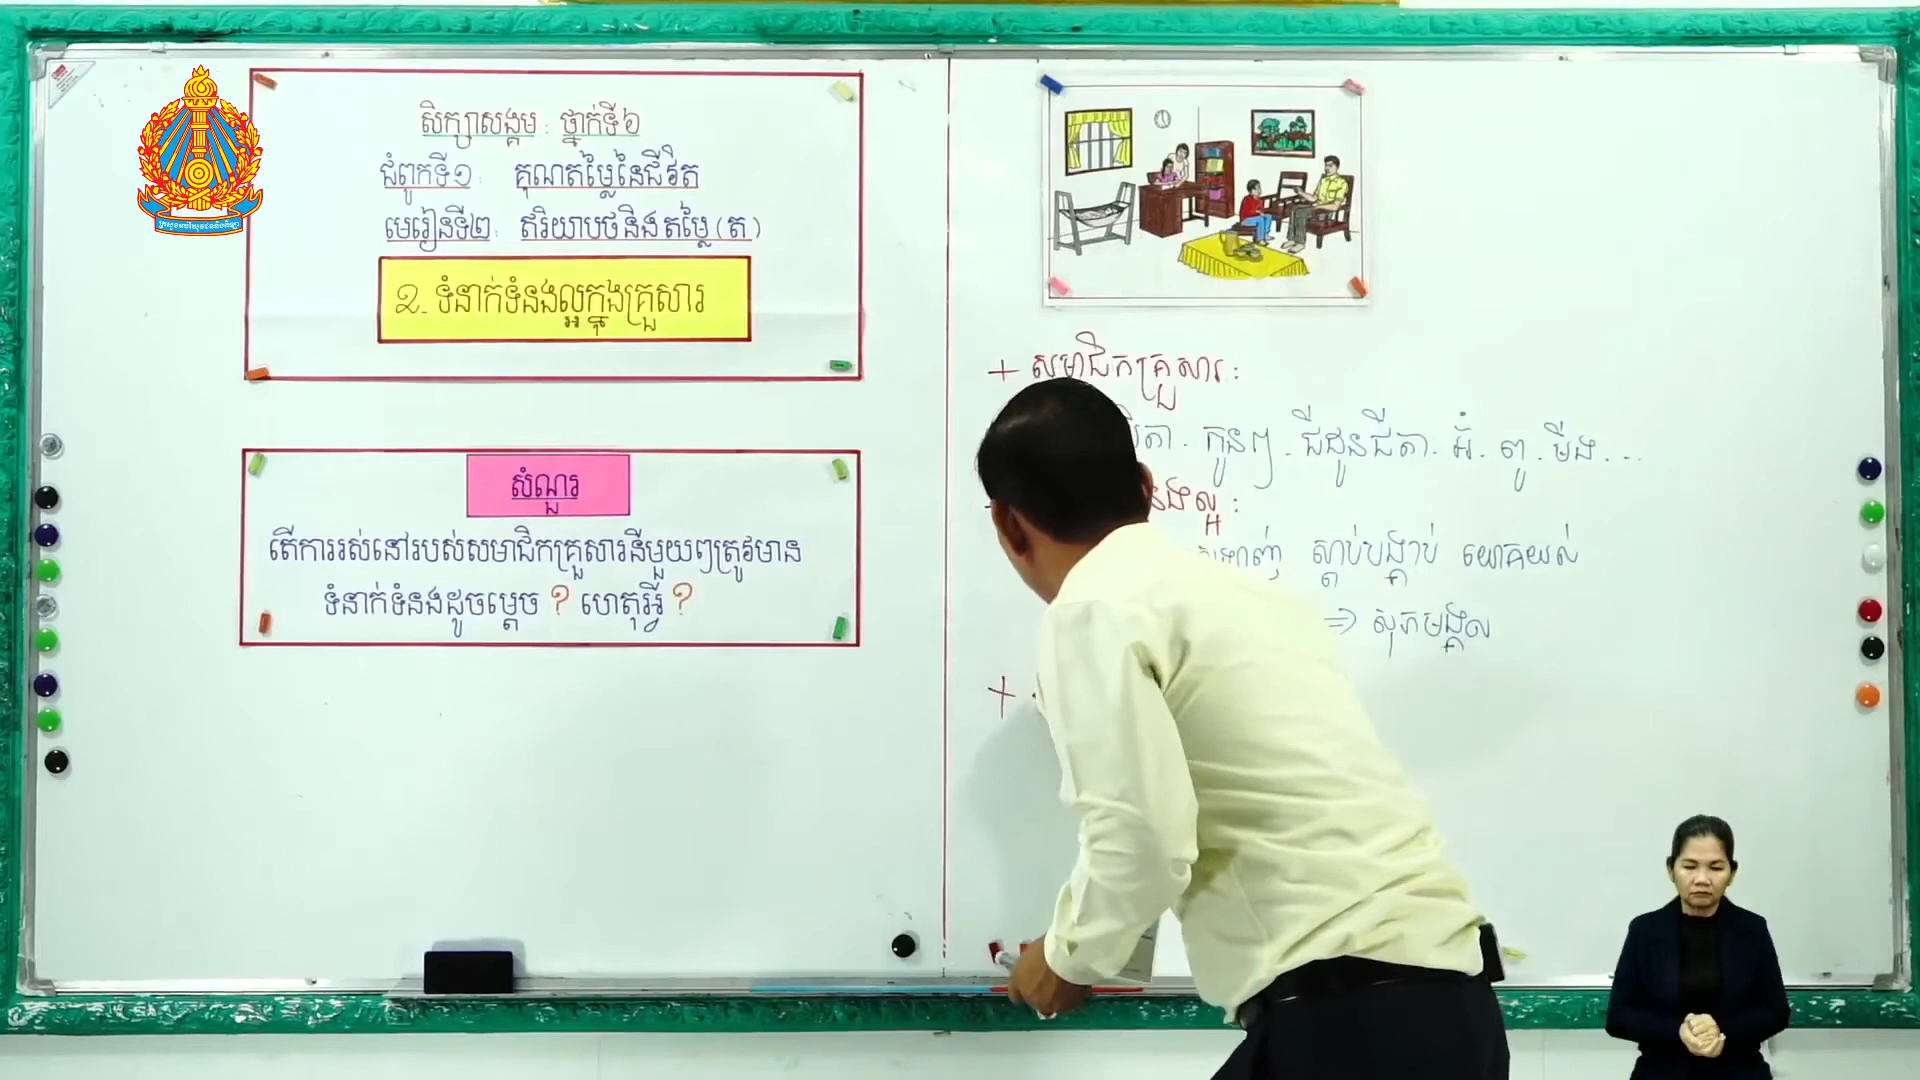 សិក្សាសង្គម : ថ្នាក់ទី៦
ជំពូកទី១ : គុណតម្លៃនៃជីវិត
មេរៀនទី២ : ឥរិយាបថ និង តម្លៃ (ត)
២. ទំនាក់ទំនងល្អក្នុងគ្រួសារ
សំណួរ
តើការរស់នៅរបស់សមាជិកគ្រួសារនីមួយៗត្រូវមាន
ទំនាក់ទំនងដូចម្ដេច ? ហេតុអ្វី ?
+ សមាជិកគ្រួសារ :
កូនៗ . ជីដូនជីតា . អ៊ំ . ពូ . មីង . ...
ល្អ :
ស្ដាប់បង្គាប់ យោគយល់
=> សុភមង្គល
+